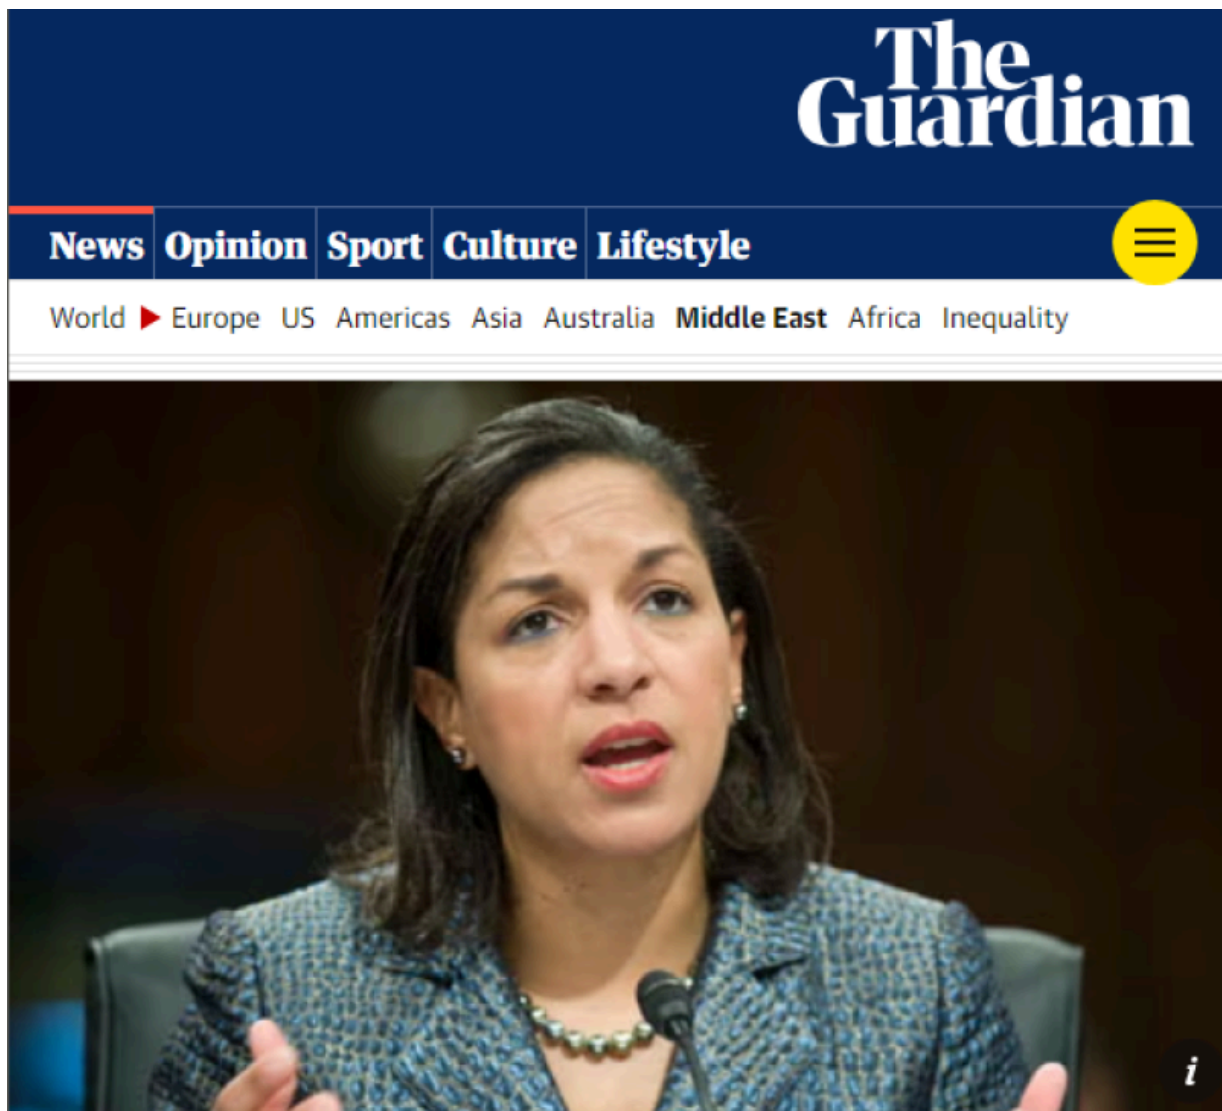 The
Guardian
News Opinion Sport Culture Lifestyle
World Europe US Americas Asia Australia Middle East Africa Inequality
i